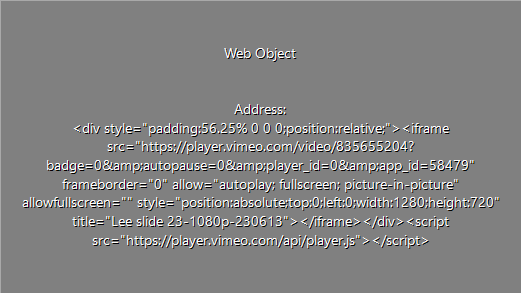 Web Object
Address:
<div style="padding:56.25% 0 0 0;position:relative;"><iframe
src="https://player.vimeo.com/video/835655204?
badge=0&amp;autopause=0&amp;player_id=0&amp;app_id=58479"
frameborder="0" allow="autoplay; fullscreen; picture-in-picture"
allowfullscreen="" style="position:absolute;top:0;left:0;width:1280;height:720"
title="Lee slide 23-1080p-230613"></iframe></div><script
src="https://player.vimeo.com/api/player.js"></script>